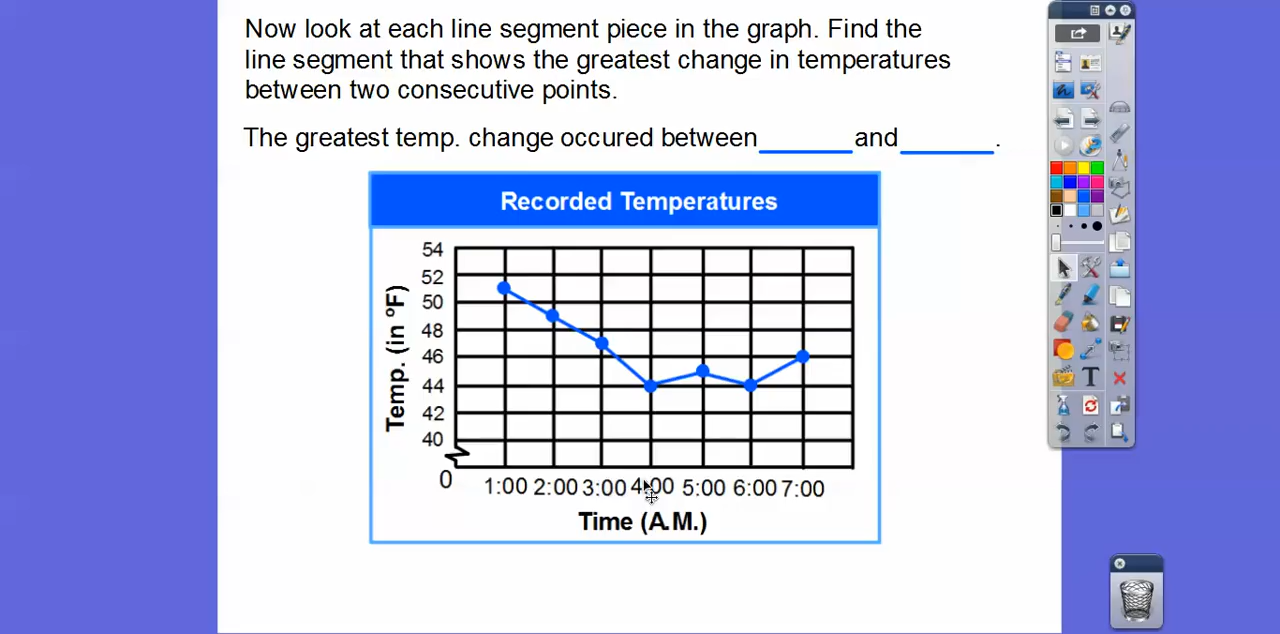 Now look at each line segment piece in the graph. Find the
line segment that shows the greatest change in temperatures
between two consecutive points.
The greatest temp. change occured between______and______.
Recorded Temperatures
Temp. (in °F)
54
52
50
48
46
44
42
40
0
1:00 2:00 3:00 4:00 5:00 6:00 7:00
Time (A.M.)
T